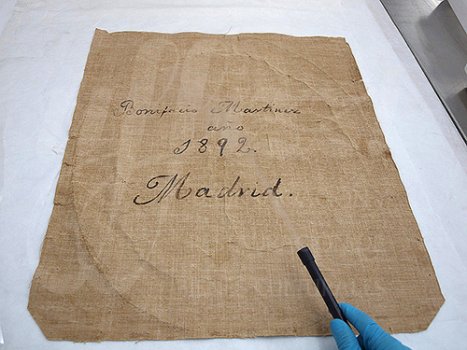 Bonifacio Martinez
año
1892.
Madrid.